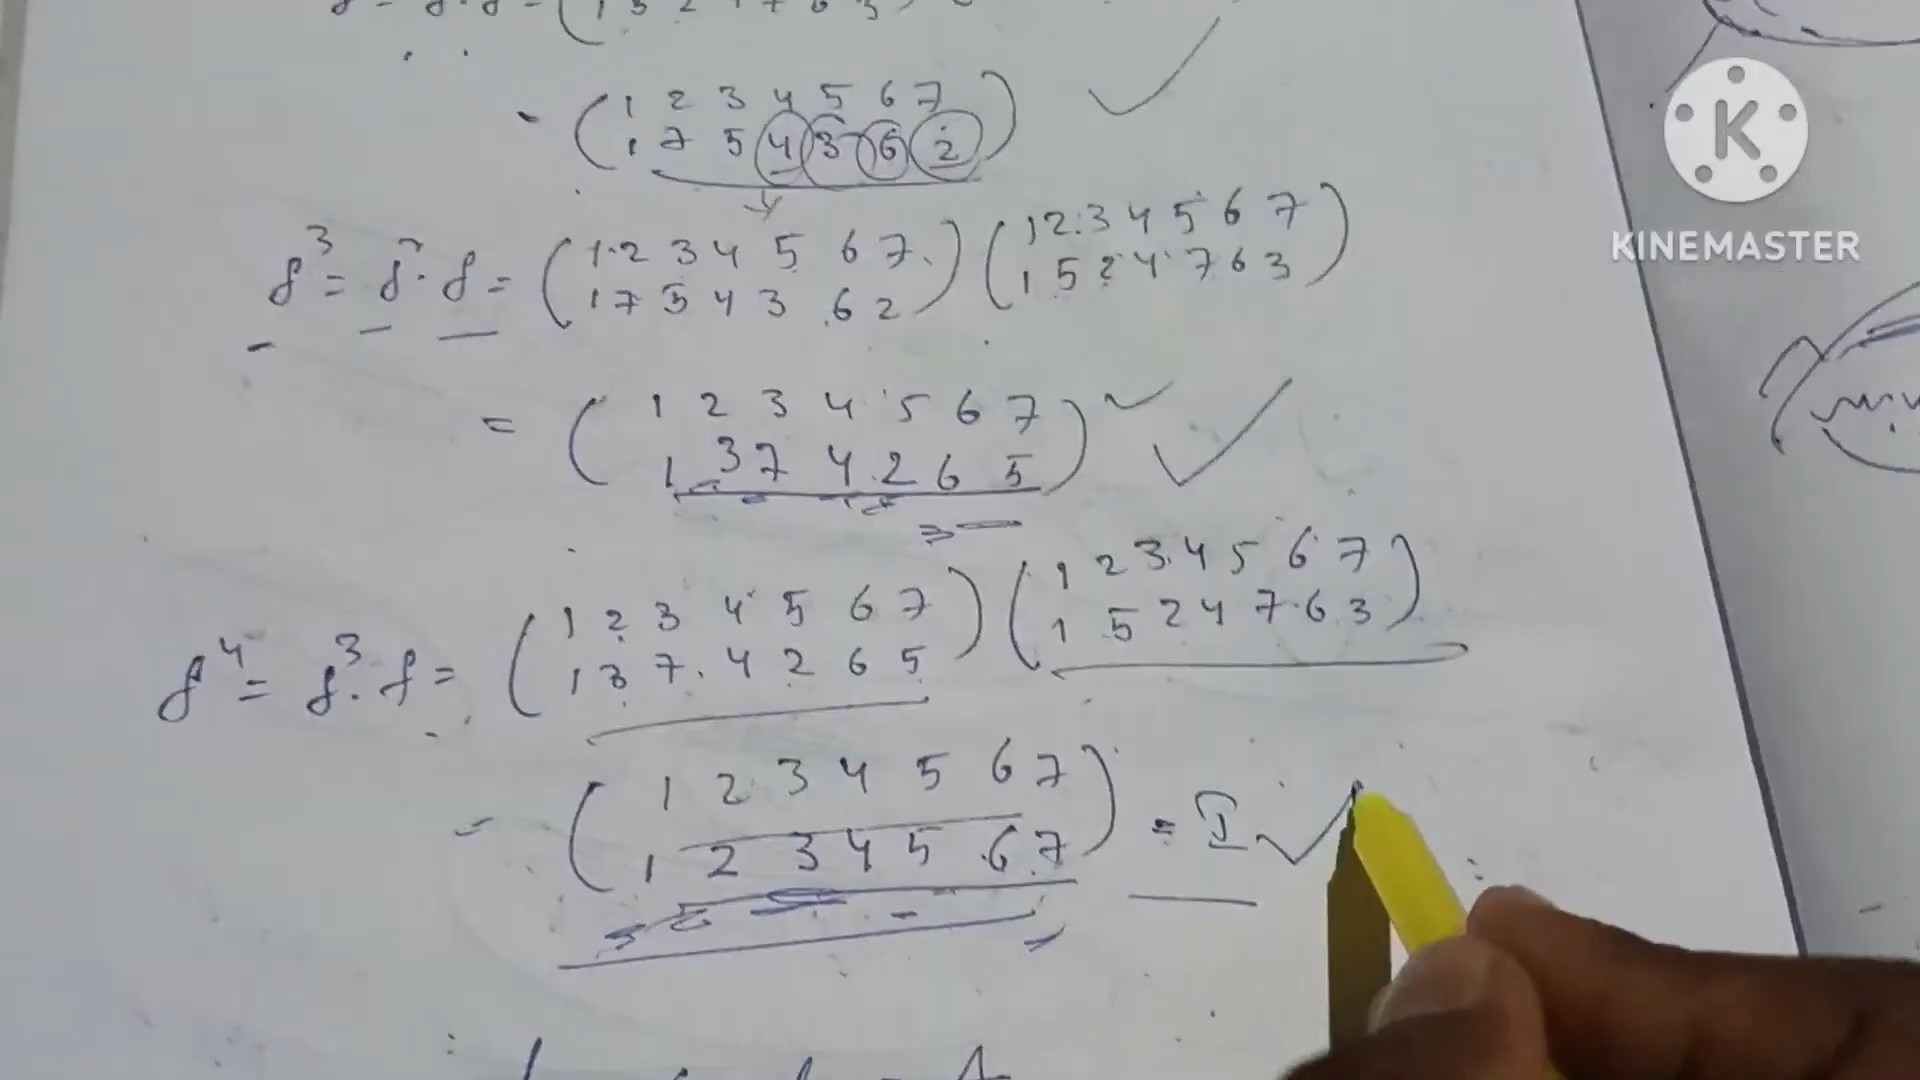 1 2 3 4 5 6 7
1 7 5 4 3 6 2
K
KINEMASTER
f³ = f². f = (1 2 3 4 5 6 7) (1 2 3 4 5 6 7)
(1 7 5 4 3 6 2) (1 5 2 4 7 6 3)
= (1 2 3 4 5 6 7)
(1 3 7 4 2 6 5)
f⁴ = f³. f = (1 2 3 4 5 6 7) (1 2 3 4 5 6 7)
(1 3 7 4 2 6 5) (1 5 2 4 7 6 3)
= (1 2 3 4 5 6 7)
(1 2 3 4 5 6 7) = I